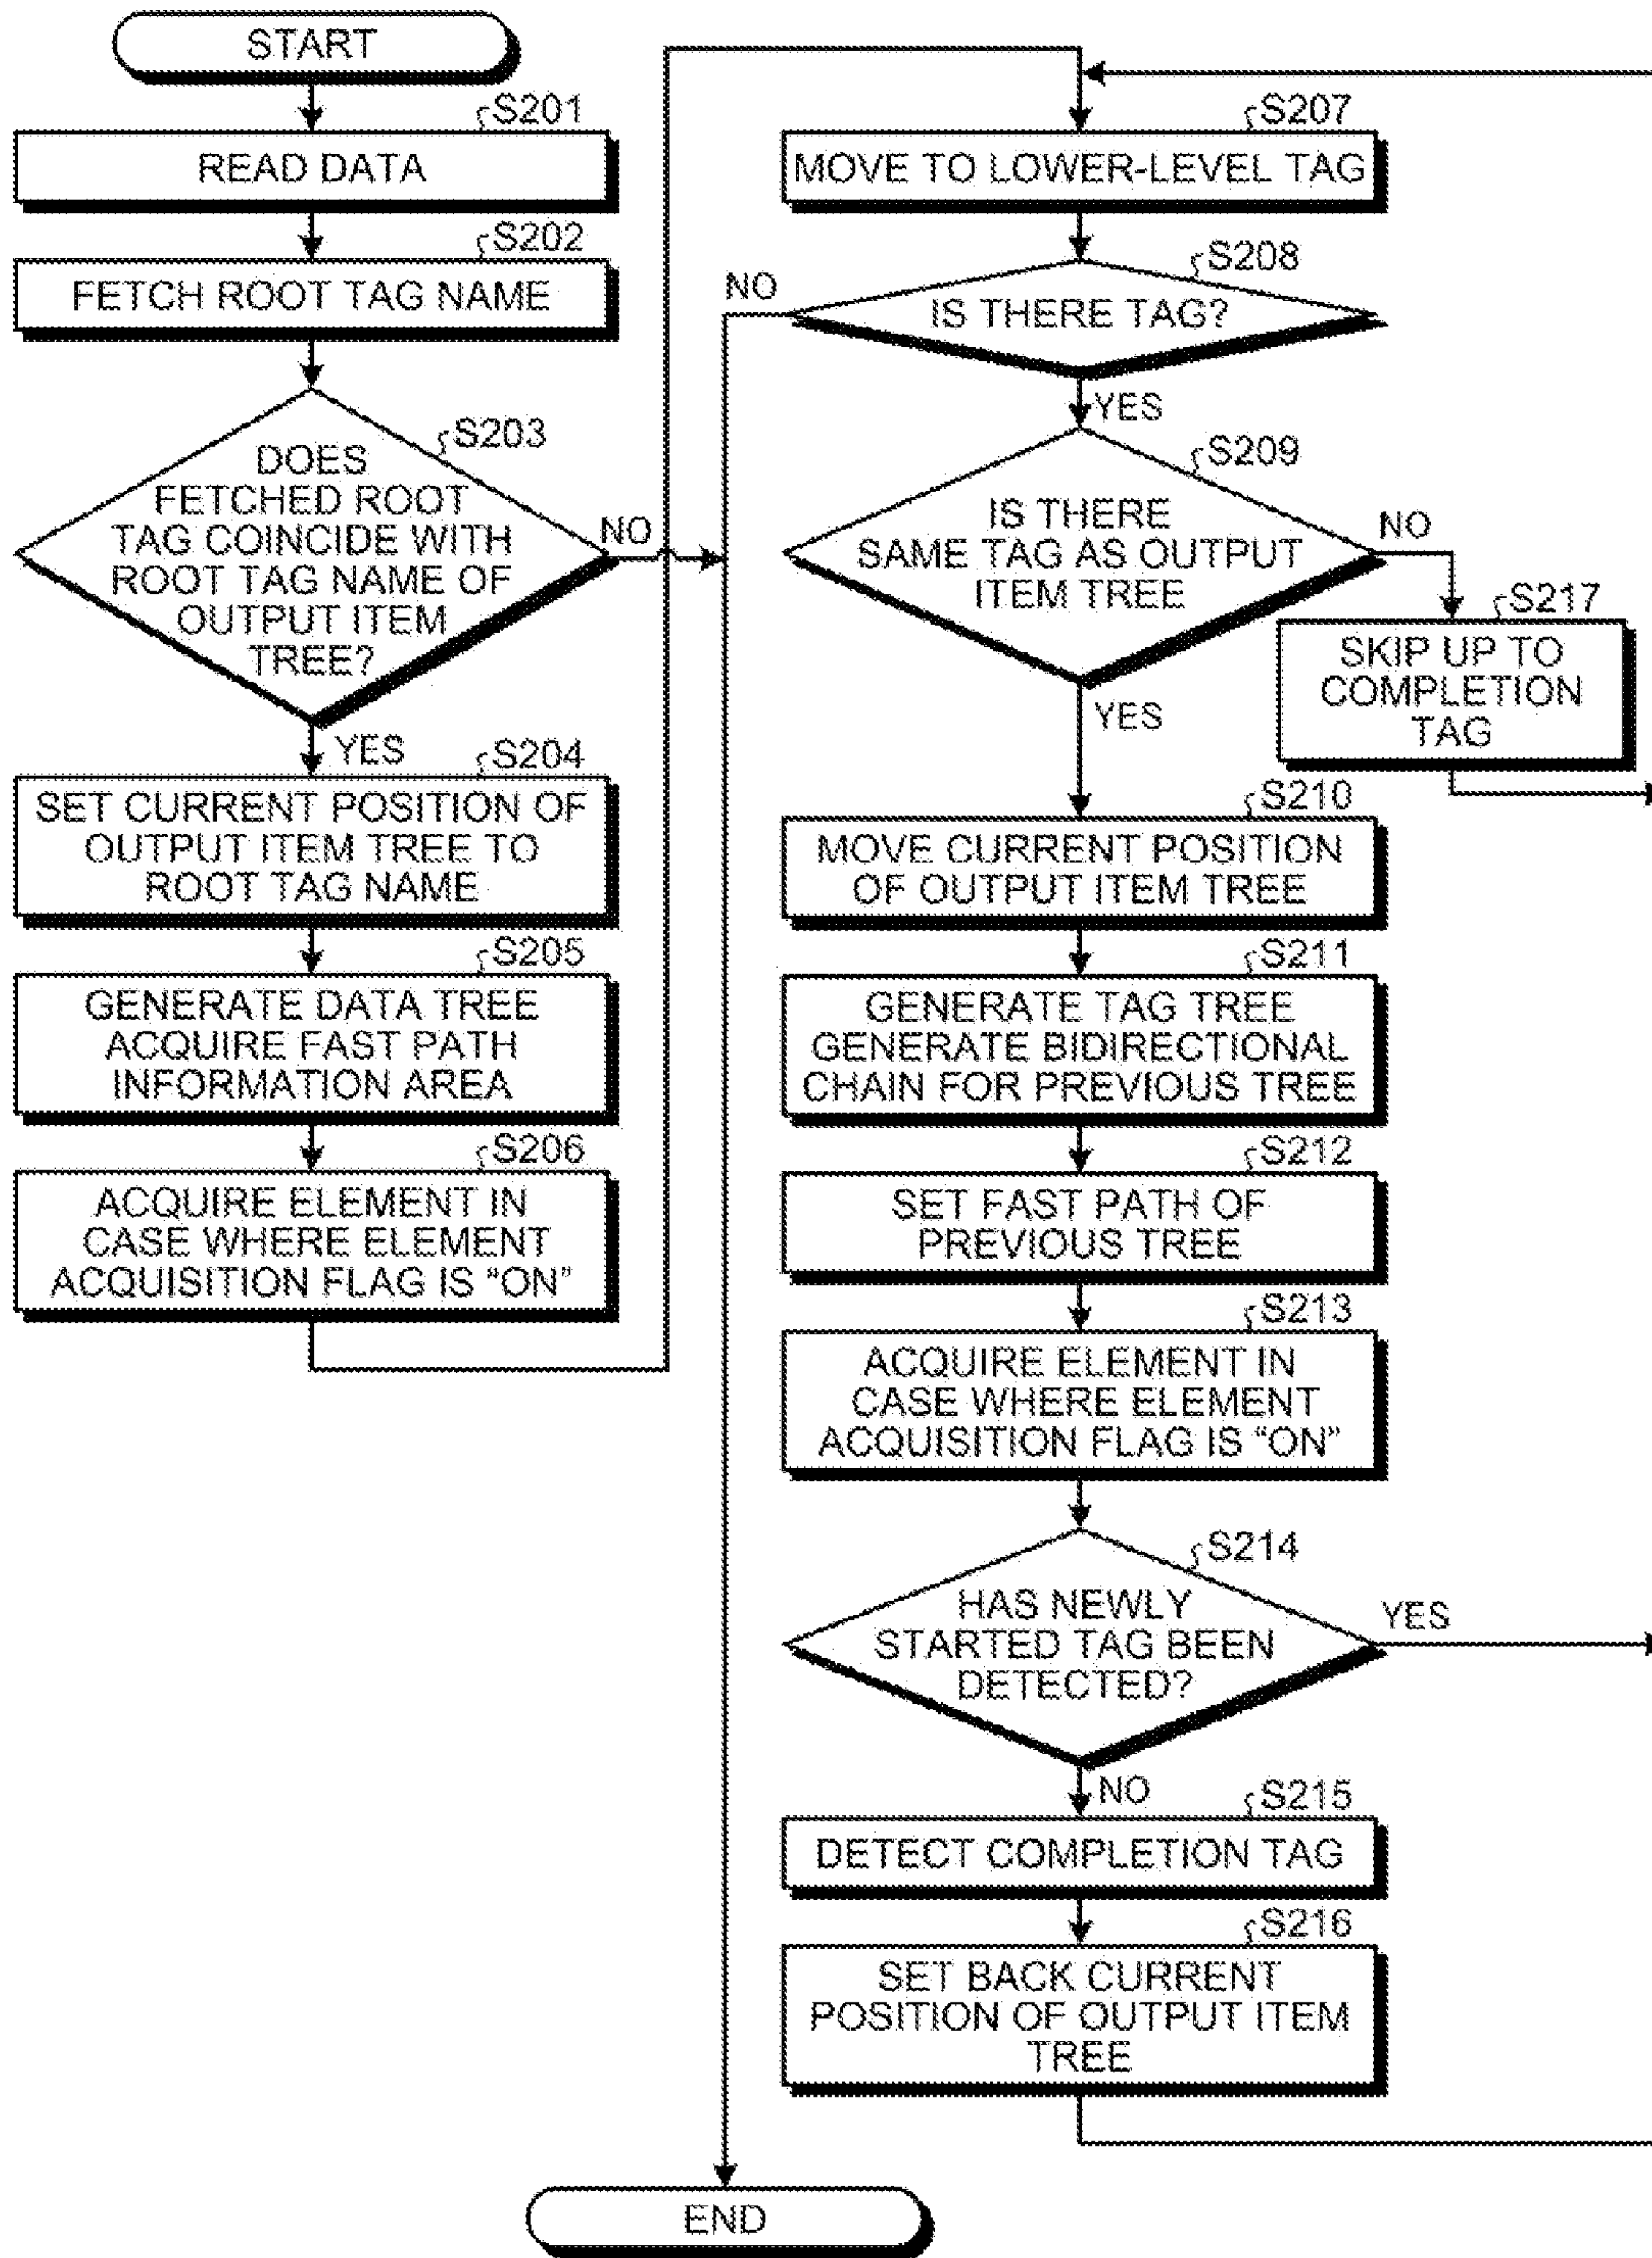 START
S201
READ DATA
S202
FETCH ROOT TAG NAME
S203
DOES
FETCHED ROOT
TAG COINCIDE WITH
ROOT TAG NAME OF
OUTPUT ITEM
TREE?
NO
YES
S204
SET CURRENT POSITION OF
OUTPUT ITEM TREE TO
ROOT TAG NAME
S205
GENERATE DATA TREE
ACQUIRE FAST PATH
INFORMATION AREA
S206
ACQUIRE ELEMENT IN
CASE WHERE ELEMENT
ACQUISITION FLAG IS “ON”
S207
MOVE TO LOWER-LEVEL TAG
S208
NO
IS THERE TAG?
YES
S209
IS THERE
SAME TAG AS OUTPUT
ITEM TREE
NO
S217
SKIP UP TO
COMPLETION
TAG
YES
S210
MOVE CURRENT POSITION
OF OUTPUT ITEM TREE
S211
GENERATE TAG TREE
GENERATE BIDIRECTIONAL
CHAIN FOR PREVIOUS TREE
S212
SET FAST PATH OF
PREVIOUS TREE
S213
ACQUIRE ELEMENT IN
CASE WHERE ELEMENT
ACQUISITION FLAG IS “ON”
S214
HAS NEWLY
STARTED TAG BEEN
DETECTED?
YES
NO
S215
DETECT COMPLETION TAG
S216
SET BACK CURRENT
POSITION OF OUTPUT ITEM
TREE
END